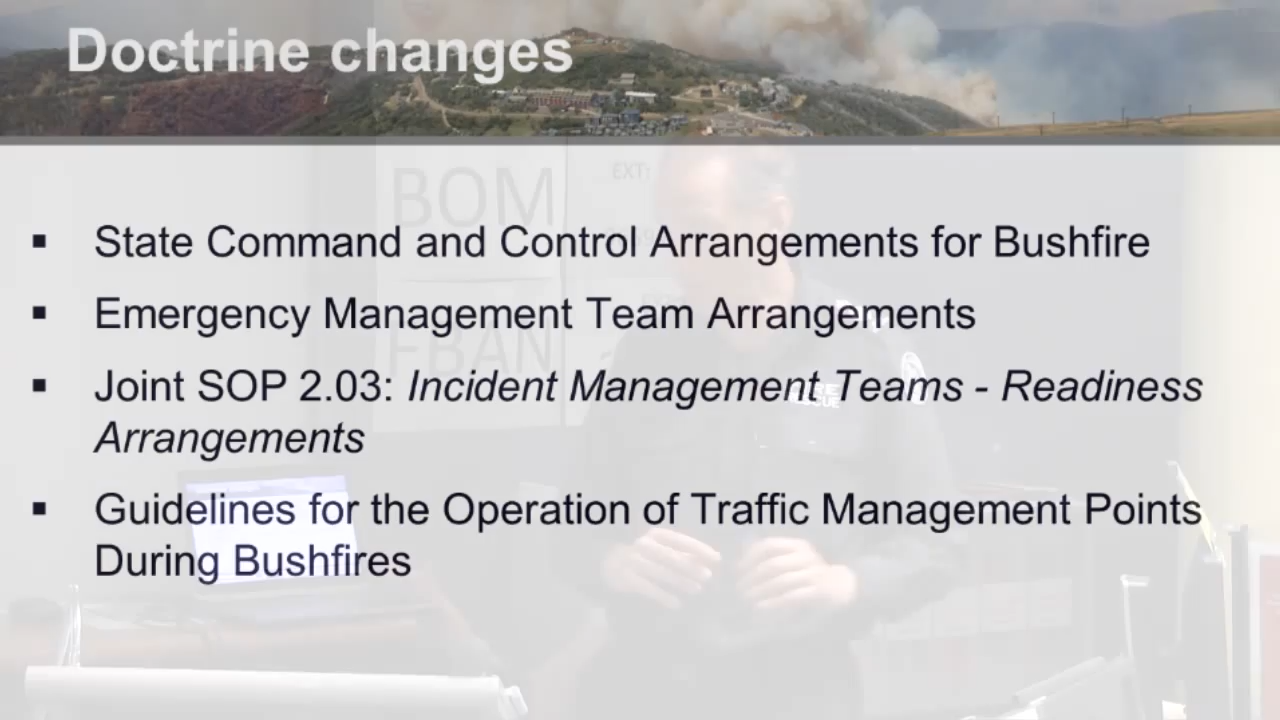 Doctrine changes
BOM
EXT:
▪ State Command and Control Arrangements for Bushfire
▪ Emergency Management Team Arrangements
FBAN
▪ Joint SOP 2.03: Incident Management Teams - Readiness
Arrangements
▪ Guidelines for the Operation of Traffic Management Points
During Bushfires